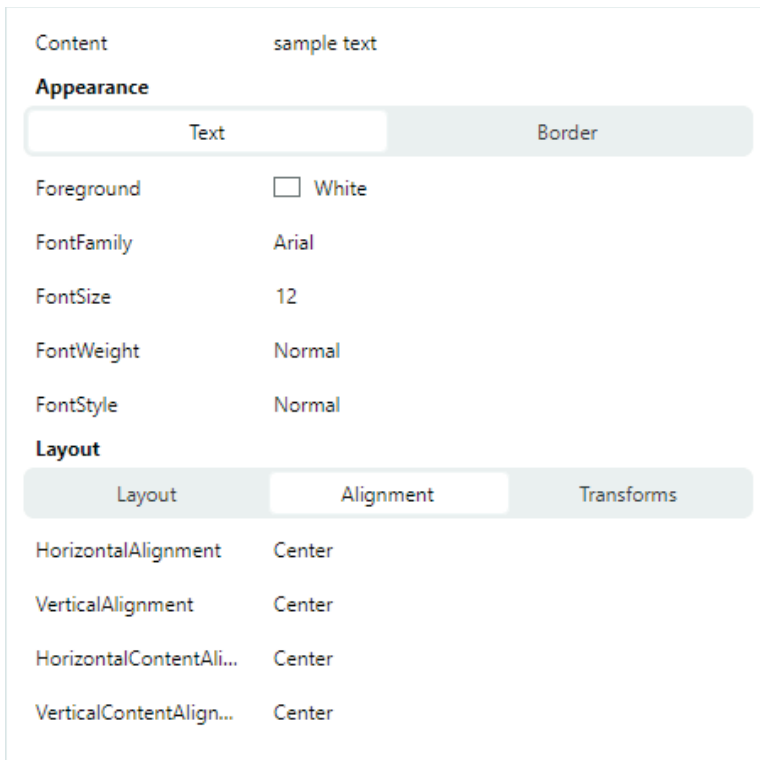 Content sample text
Appearance
Text Border
Foreground White
FontFamily Arial
FontSize 12
FontWeight Normal
FontStyle Normal
Layout
Layout Alignment Transforms
HorizontalAlignment Center
VerticalAlignment Center
HorizontalContentAli... Center
VerticalContentAlign... Center